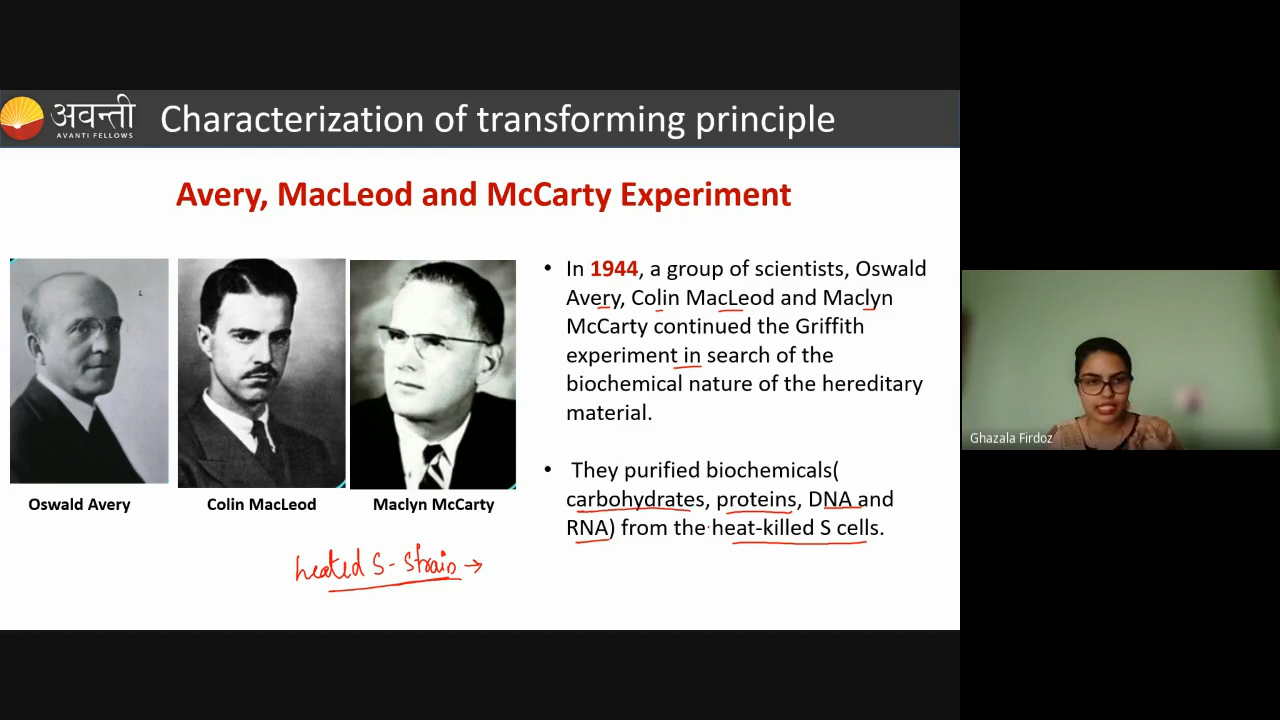 अवन्ती
AVANTI FELLOWS
Characterization of transforming principle
Avery, MacLeod and McCarty Experiment
• In 1944, a group of scientists, Oswald
Avery, Colin MacLeod and Maclyn
McCarty continued the Griffith
experiment in search of the
biochemical nature of the hereditary
material.
• They purified biochemicals(
carbohydrates, proteins, DNA and
RNA) from the heat-killed S cells.
Oswald Avery
Colin MacLeod
Maclyn McCarty
heated S- Strain →
Ghazala Firdoz